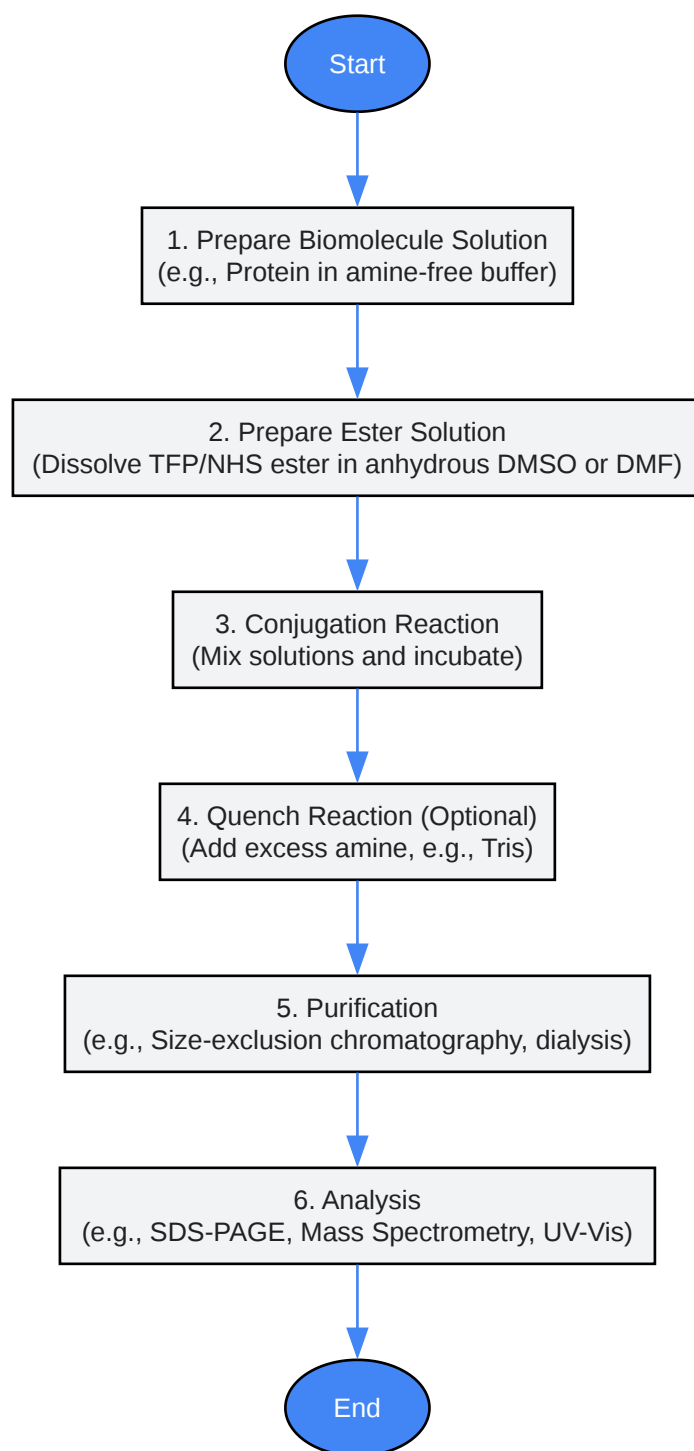 Start
1. Prepare Biomolecule Solution
(e.g., Protein in amine-free buffer)
2. Prepare Ester Solution
(Dissolve TFP/NHS ester in anhydrous DMSO or DMF)
3. Conjugation Reaction
(Mix solutions and incubate)
4. Quench Reaction (Optional)
(Add excess amine, e.g., Tris)
5. Purification
(e.g., Size-exclusion chromatography, dialysis)
6. Analysis
(e.g., SDS-PAGE, Mass Spectrometry, UV-Vis)
End